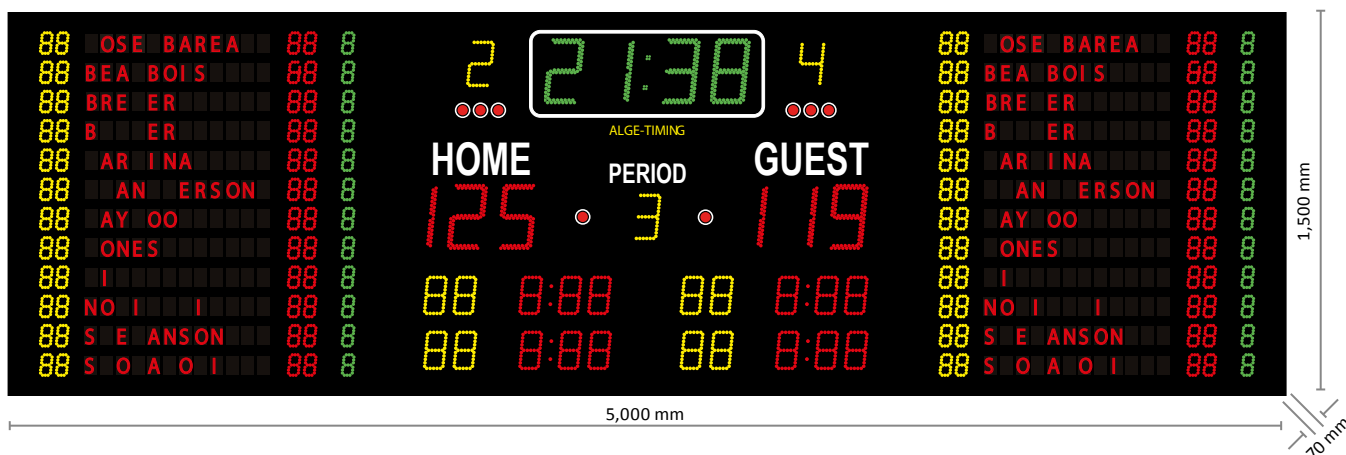 88 OSE BAREA 88 8
88 BEA BOIS 88 8
88 BRE ER 88 8
88 B ER 88 8
88 AR INA 88 8
88 AN ERSON 88 8
88 AY OO 88 8
88 ONES 88 8
88 I 88 8
88 NO I I 88 8
88 S E ANSON 88 8
88 S O A O I 88 8
2 21:38 4
ALGE-TIMING
HOME PERIOD GUEST
125 3 119
88 8:88 88 8:88
88 8:88 88 8:88
88 OSE BAREA 88 8
88 BEA BOIS 88 8
88 BRE ER 88 8
88 B ER 88 8
88 AR INA 88 8
88 AN ERSON 88 8
88 AY OO 88 8
88 ONES 88 8
88 I 88 8
88 NO I I 88 8
88 S E ANSON 88 8
88 S O A O I 88 8
1,500 mm
5,000 mm
70 mm